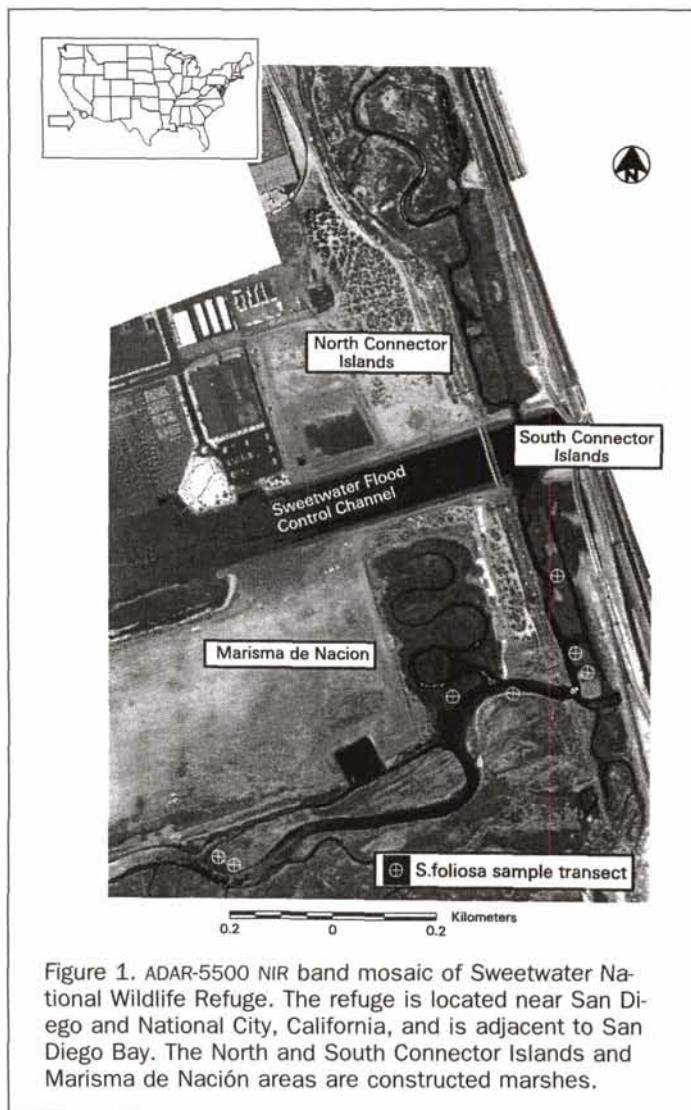 N
North Connector
Islands
South Connector
Islands
Sweetwater Flood
Control Channel
Marisma de Nacion
S.foliosa sample transect
0.2 0 0.2 Kilometers
Figure 1. ADAR-5500 NIR band mosaic of Sweetwater Na-
tional Wildlife Refuge. The refuge is located near San Di-
ego and National City, California, and is adjacent to San
Diego Bay. The North and South Connector Islands and
Marisma de Nación areas are constructed marshes.